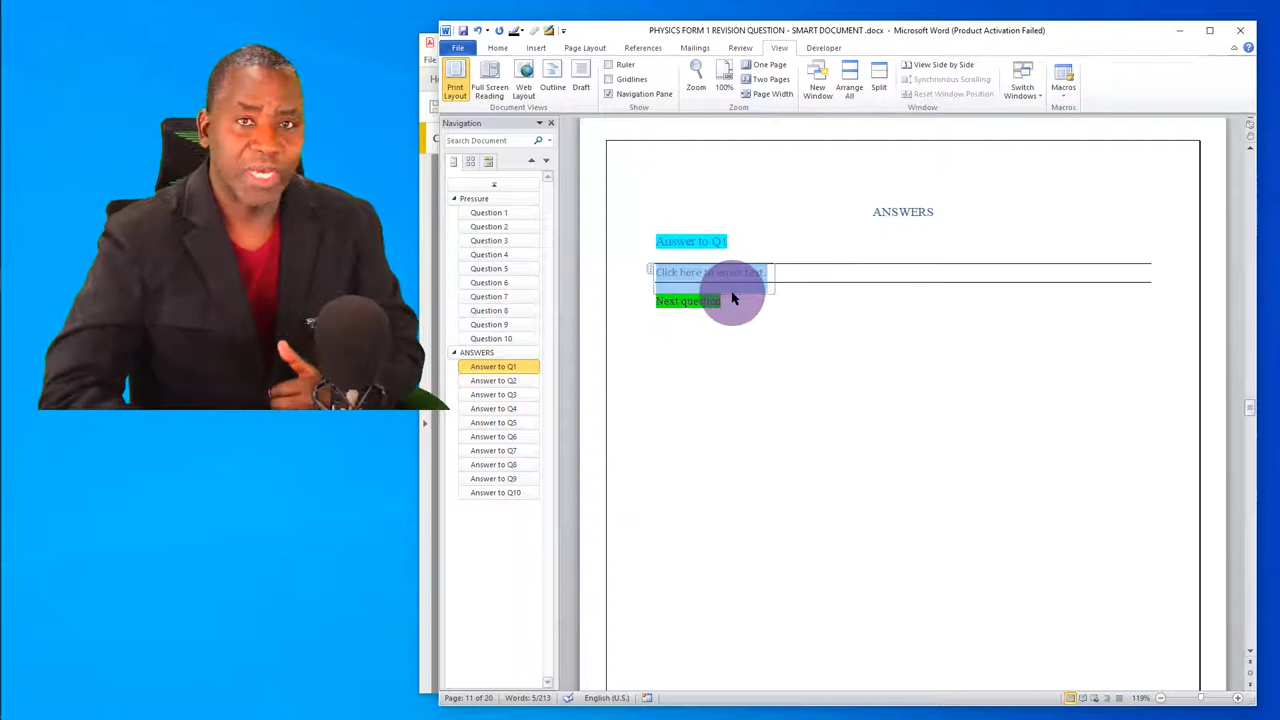 PHYSICS FORM 1 REVISION QUESTION - SMART DOCUMENT .docx - Microsoft Word (Product Activation Failed)
File Home Insert Page Layout References Mailings Review View Developer
Print Layout
Full Screen Reading
Web Layout
Outline
Draft
Document Views
Ruler
Gridlines
Navigation Pane
Show
Zoom
100%
One Page
Two Pages
Page Width
Zoom
New Window
Arrange All
Split
View Side by Side
Synchronous Scrolling
Reset Window Position
Window
Switch Windows
Macros
Macros
Navigation
Search Document
Pressure
Question 1
Question 2
Question 3
Question 4
Question 5
Question 6
Question 7
Question 8
Question 9
Question 10
ANSWERS
Answer to Q1
Answer to Q2
Answer to Q3
Answer to Q4
Answer to Q5
Answer to Q6
Answer to Q7
Answer to Q8
Answer to Q9
Answer to Q10
ANSWERS
Answer to Q1
Click here to enter text.
Next question
Page: 11 of 20 Words: 5/213 English (U.S.) 119%